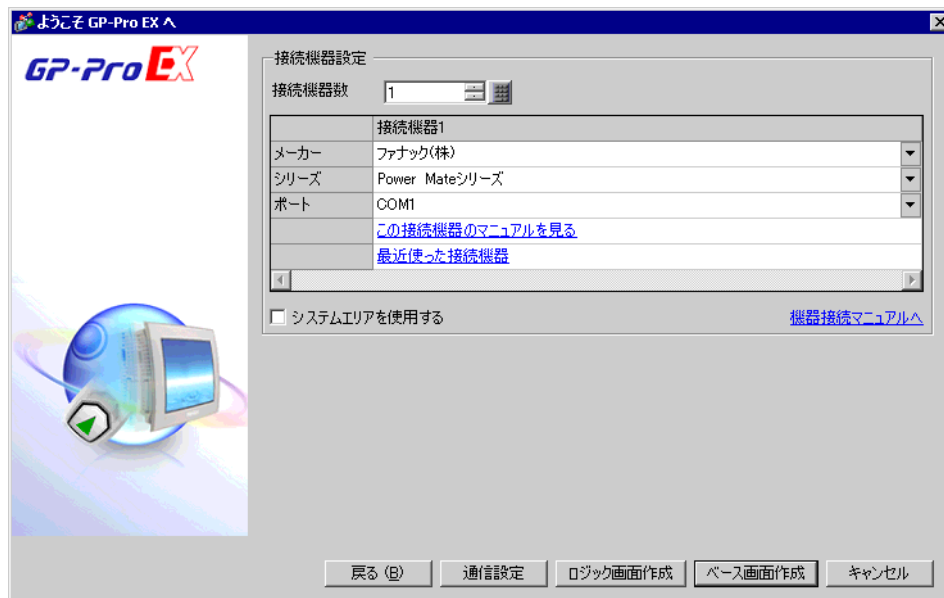 ようこそ GP-Pro EX へ
GP-Pro EX
接続機器設定
接続機器数 1
接続機器1
メーカー ファナック(株)
シリーズ Power Mateシリーズ
ポート COM1
この接続機器のマニュアルを見る
最近使った接続機器
システムエリアを使用する 機器接続マニュアルへ
戻る (B) 通信設定 ロジック画面作成 ベース画面作成 キャンセル